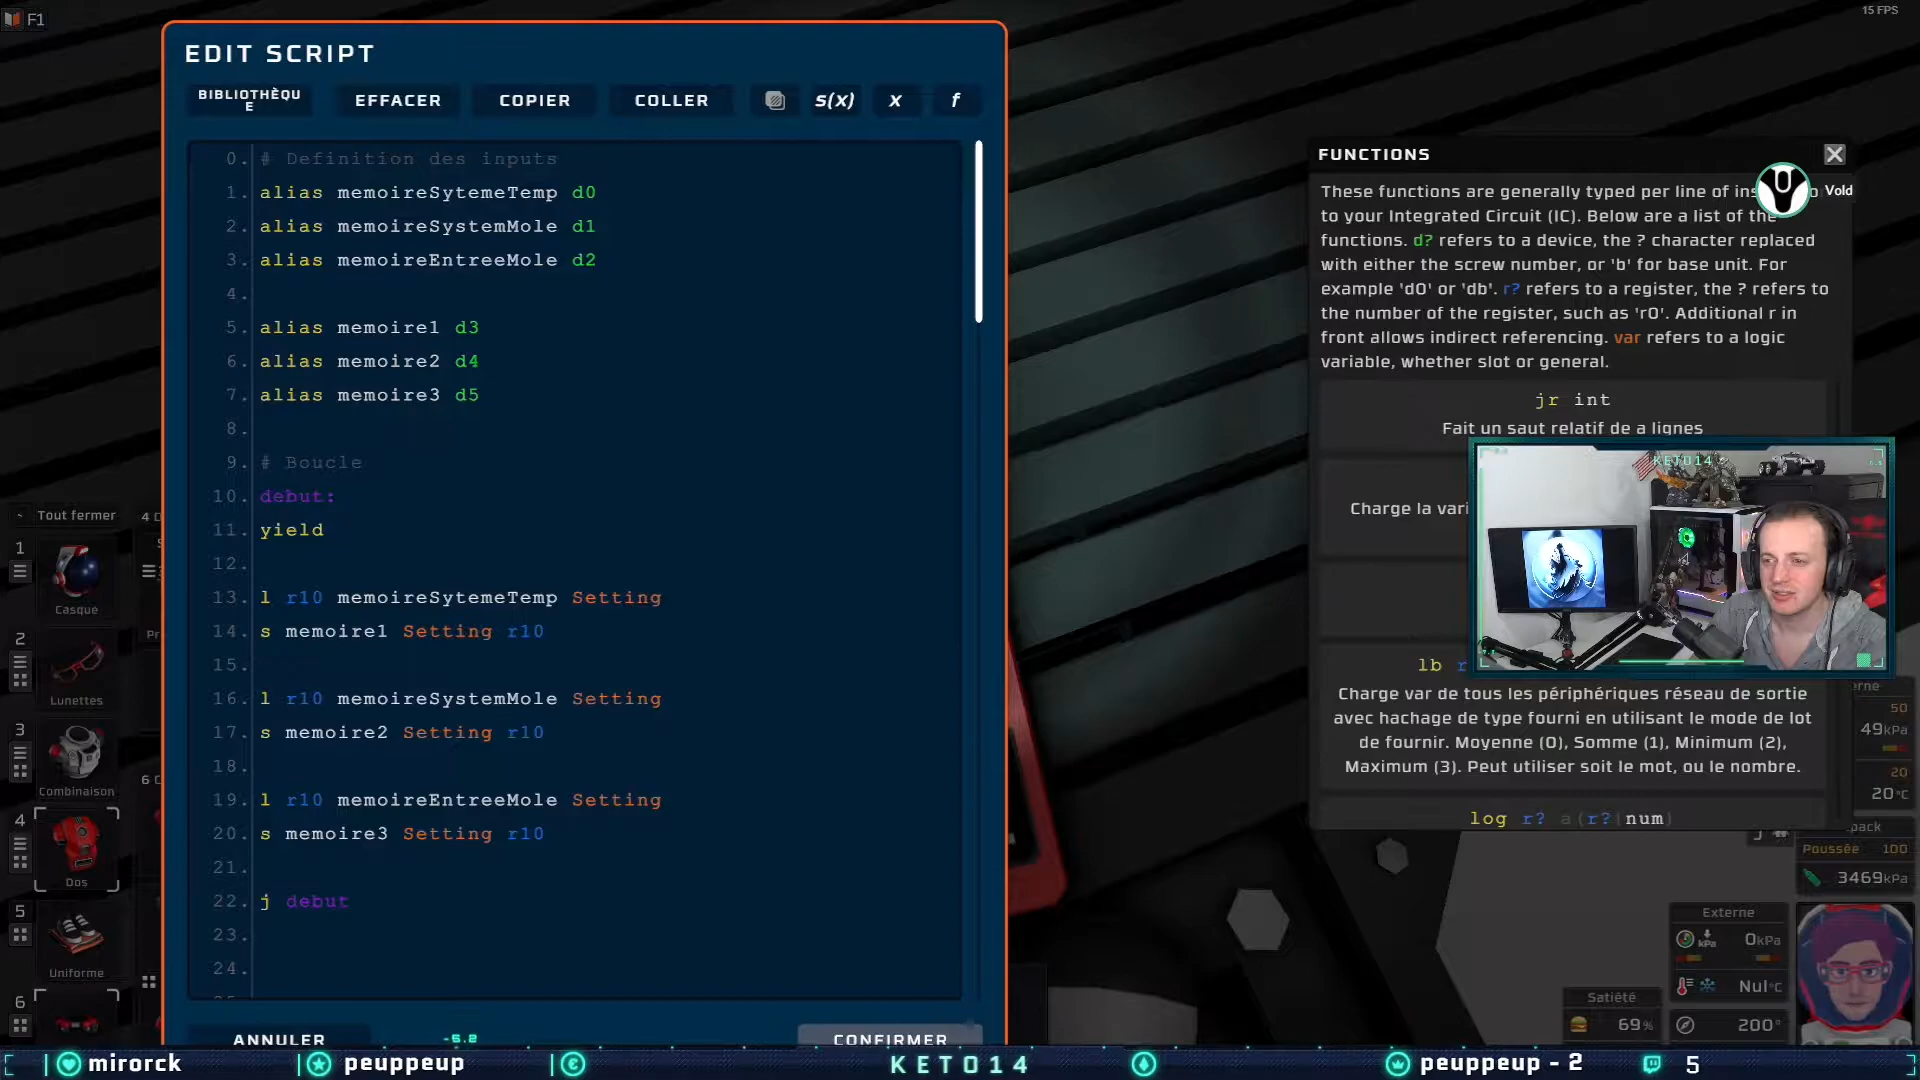 F1
15 FPS
EDIT SCRIPT
BIBLIOTHÈQU
E
EFFACER
COPIER
COLLER
s(x)
x
f
0. # Definition des inputs
1. alias memoireSytemeTemp d0
2. alias memoireSystemMole d1
3. alias memoireEntreeMole d2
4.
5. alias memoire1 d3
6. alias memoire2 d4
7. alias memoire3 d5
8.
9. # Boucle
10. debut:
11. yield
12.
13. l r10 memoireSytemeTemp Setting
14. s memoire1 Setting r10
15.
16. l r10 memoireSystemMole Setting
17. s memoire2 Setting r10
18.
19. l r10 memoireEntreeMole Setting
20. s memoire3 Setting r10
21.
22. j debut
23.
24.
ANNULER
-5.2
CONFIRMER
FUNCTIONS
Vold
These functions are generally typed per line of
to your Integrated Circuit (IC). Below are a list of the
functions. d? refers to a device, the ? character replaced
with either the screw number, or 'b' for base unit. For
example 'd0' or 'db'. r? refers to a register, the ? refers to
the number of the register, such as 'r0'. Additional r in
front allows indirect referencing. var refers to a logic
variable, whether slot or general.
jr int
Fait un saut relatif de a lignes
Charge la vari
lb r
Charge var de tous les périphériques réseau de sortie
avec hachage de type fourni en utilisant le mode de lot
de fournir. Moyenne (0), Somme (1), Minimum (2),
Maximum (3). Peut utiliser soit le mot, ou le nombre.
log r? a(r?|num)
KETO14
Tout fermer
1
Casque
2
Lunettes
3
Combinaison
4
Dos
5
Uniforme
6
50
49kPa
20
20°C
pack
Poussée 100
3469kPa
Externe
kPa
0kPa
Nul°C
Satiété
69%
200°
mirorck
peuppeup
KETO14
peuppeup - 2
5